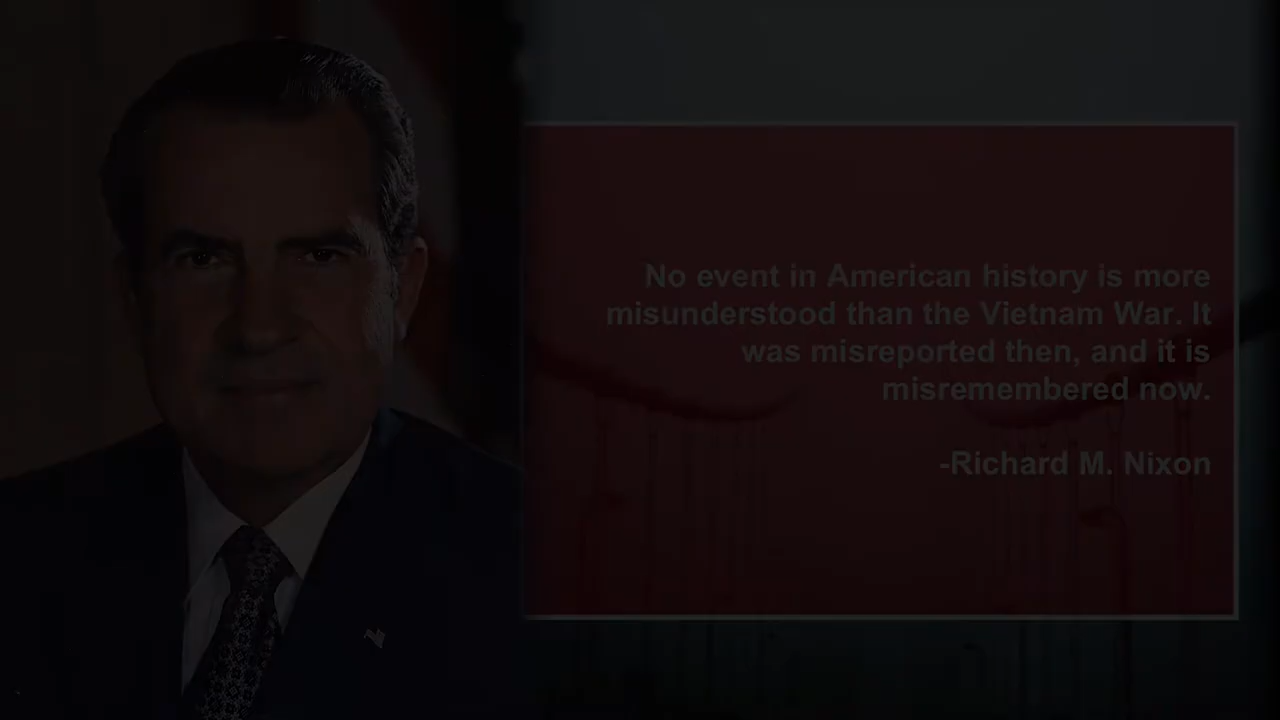 No event in American history is more
misunderstood than the Vietnam War. It
was misreported then, and it is
misremembered now.
-Richard M. Nixon